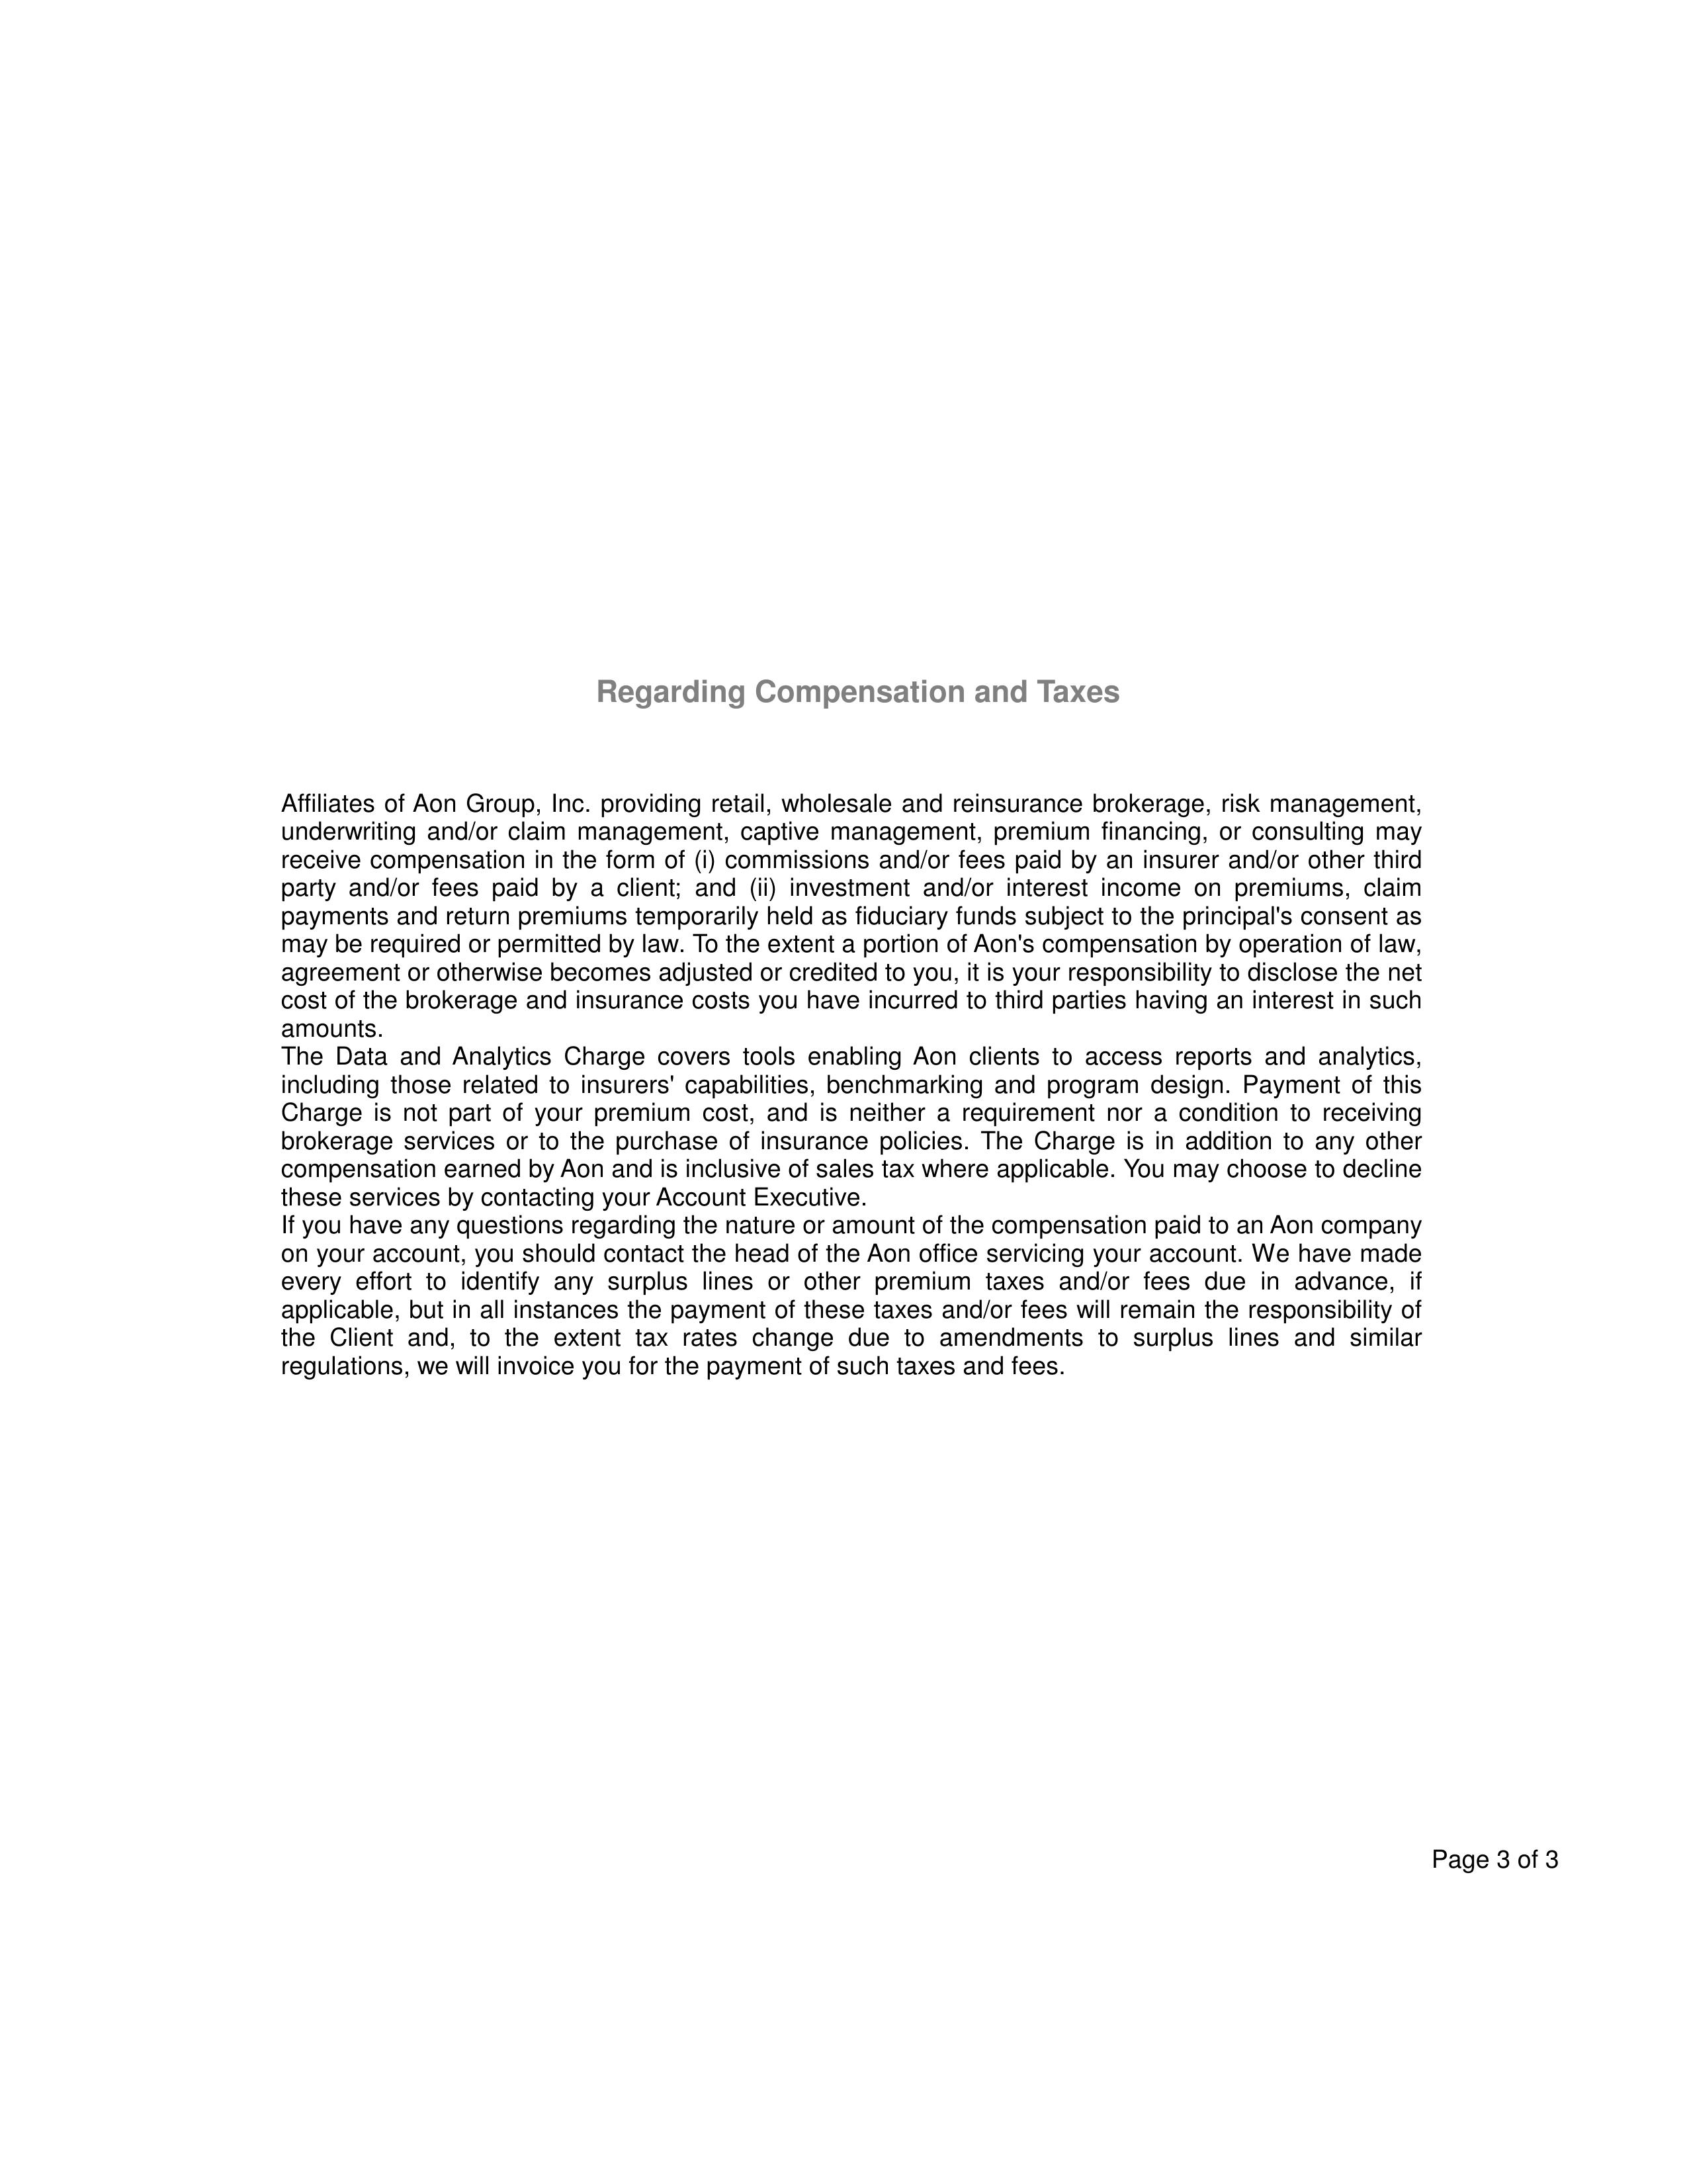 Regarding Compensation and Taxes
Affiliates of Aon Group, Inc. providing retail, wholesale and reinsurance brokerage, risk management,
underwriting and/or claim management, captive management, premium financing, or consulting may
receive compensation in the form of (i) commissions and/or fees paid by an insurer and/or other third
party and/or fees paid by a client; and (ii) investment and/or interest income on premiums, claim
payments and return premiums temporarily held as fiduciary funds subject to the principal's consent as
may be required or permitted by law. To the extent a portion of Aon's compensation by operation of law,
agreement or otherwise becomes adjusted or credited to you, it is your responsibility to disclose the net
cost of the brokerage and insurance costs you have incurred to third parties having an interest in such
amounts.
The Data and Analytics Charge covers tools enabling Aon clients to access reports and analytics,
including those related to insurers' capabilities, benchmarking and program design. Payment of this
Charge is not part of your premium cost, and is neither a requirement nor a condition to receiving
brokerage services or to the purchase of insurance policies. The Charge is in addition to any other
compensation earned by Aon and is inclusive of sales tax where applicable. You may choose to decline
these services by contacting your Account Executive.
If you have any questions regarding the nature or amount of the compensation paid to an Aon company
on your account, you should contact the head of the Aon office servicing your account. We have made
every effort to identify any surplus lines or other premium taxes and/or fees due in advance, if
applicable, but in all instances the payment of these taxes and/or fees will remain the responsibility of
the Client and, to the extent tax rates change due to amendments to surplus lines and similar
regulations, we will invoice you for the payment of such taxes and fees.
Page 3 of 3